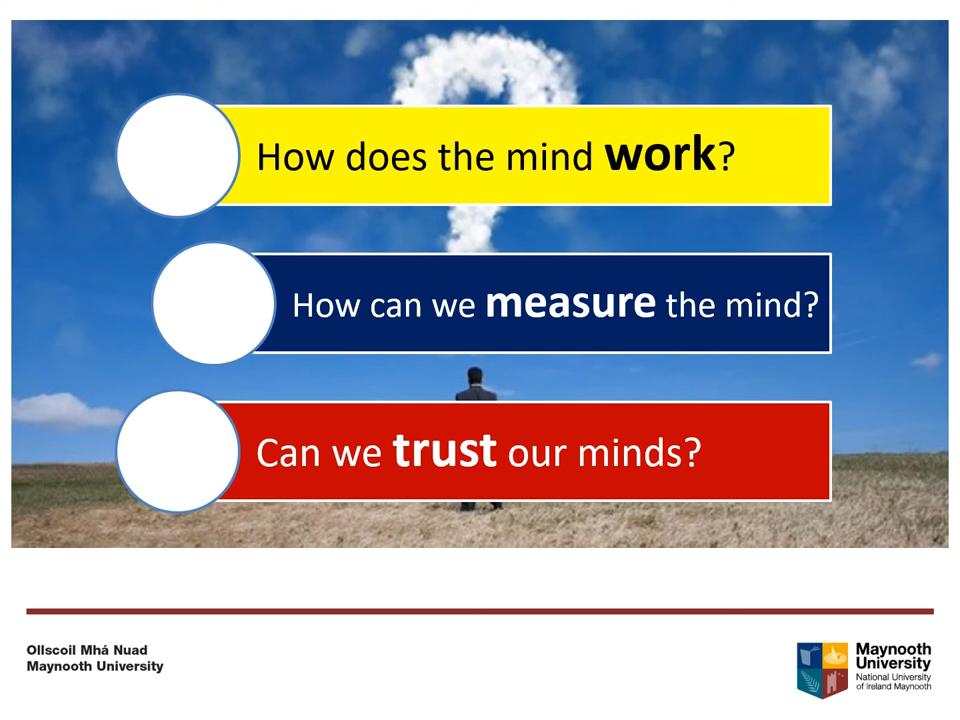 How does the mind work?
How can we measure the mind?
Can we trust our minds?
Ollscoil Mhá Nuad
Maynooth University
Maynooth
University
National University
of Ireland Maynooth